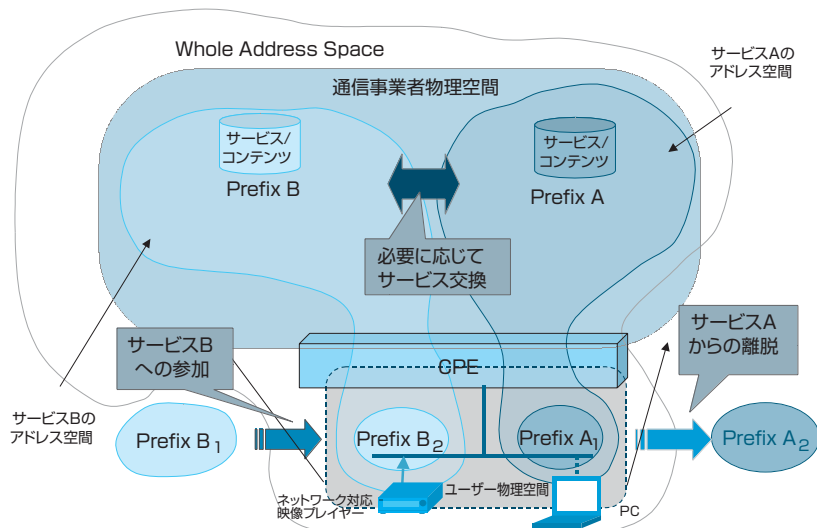 Whole Address Space
サービスAの
アドレス空間
通信事業者物理空間
サービス/
コンテンツ
Prefix B
サービス/
コンテンツ
Prefix A
必要に応じて
サービス交換
サービスB
への参加
サービスA
からの離脱
CPE
サービスBの
アドレス空間
Prefix B1
Prefix B2
Prefix A1
Prefix A2
ネットワーク対応
映像プレイヤー
ユーザー物理空間
PC